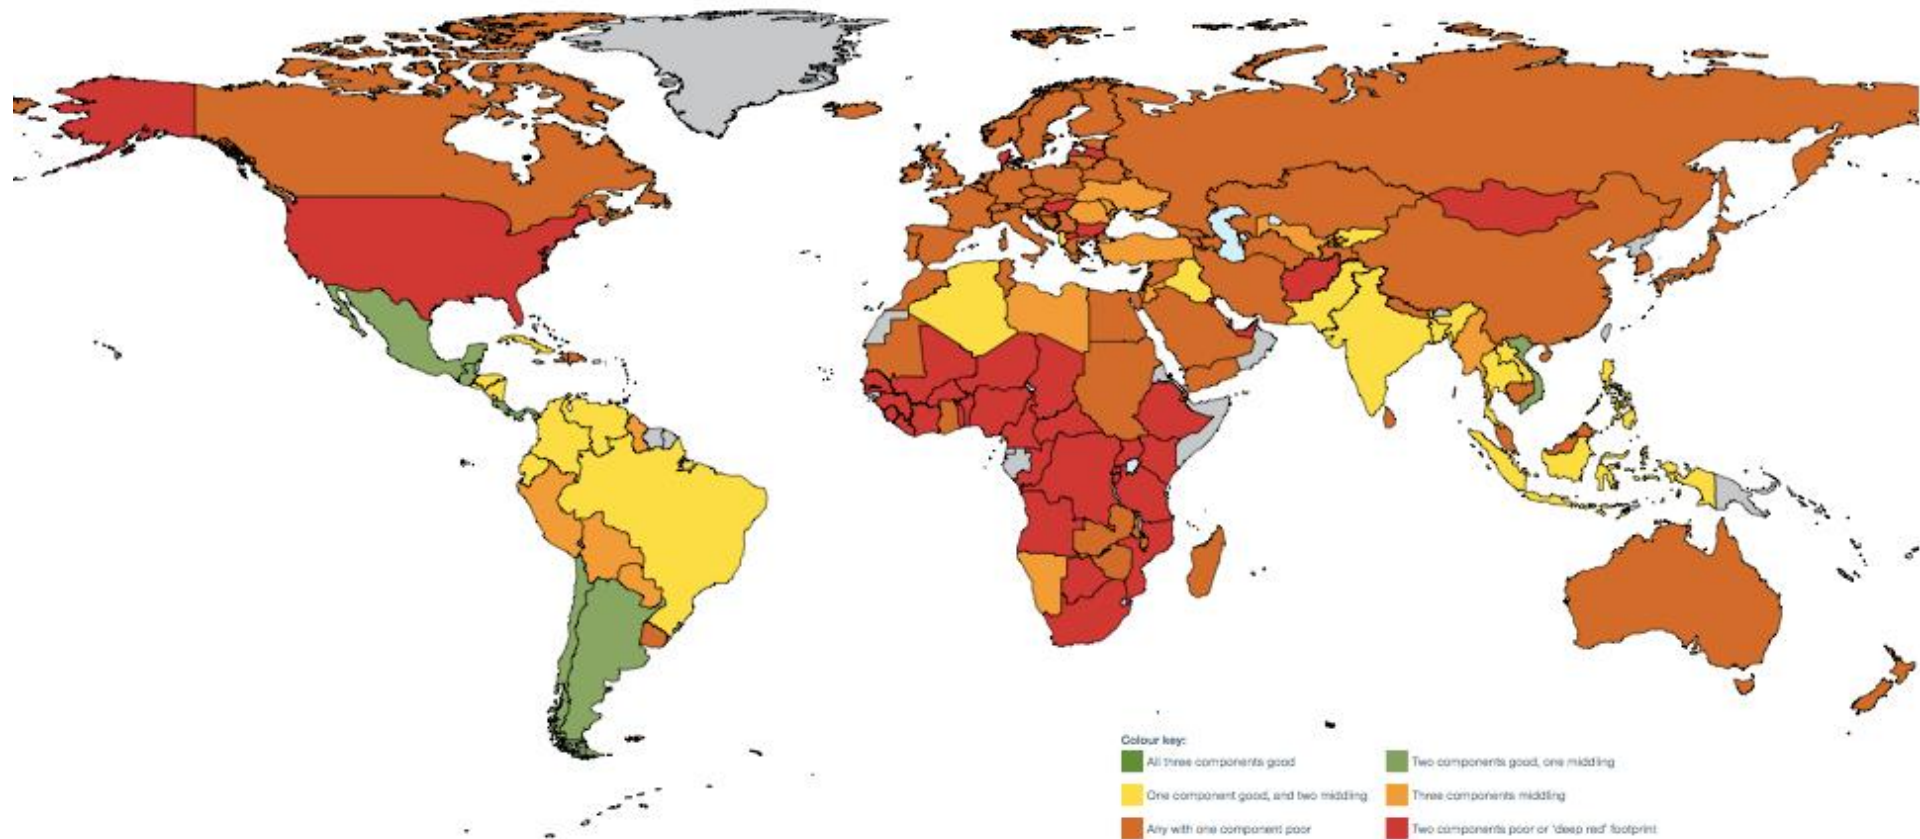 Colour key:
All three components good
Two components good, one middling
One component good, and two middling
Three components middling
Any with one component poor
Two components poor or 'deep red' footprint